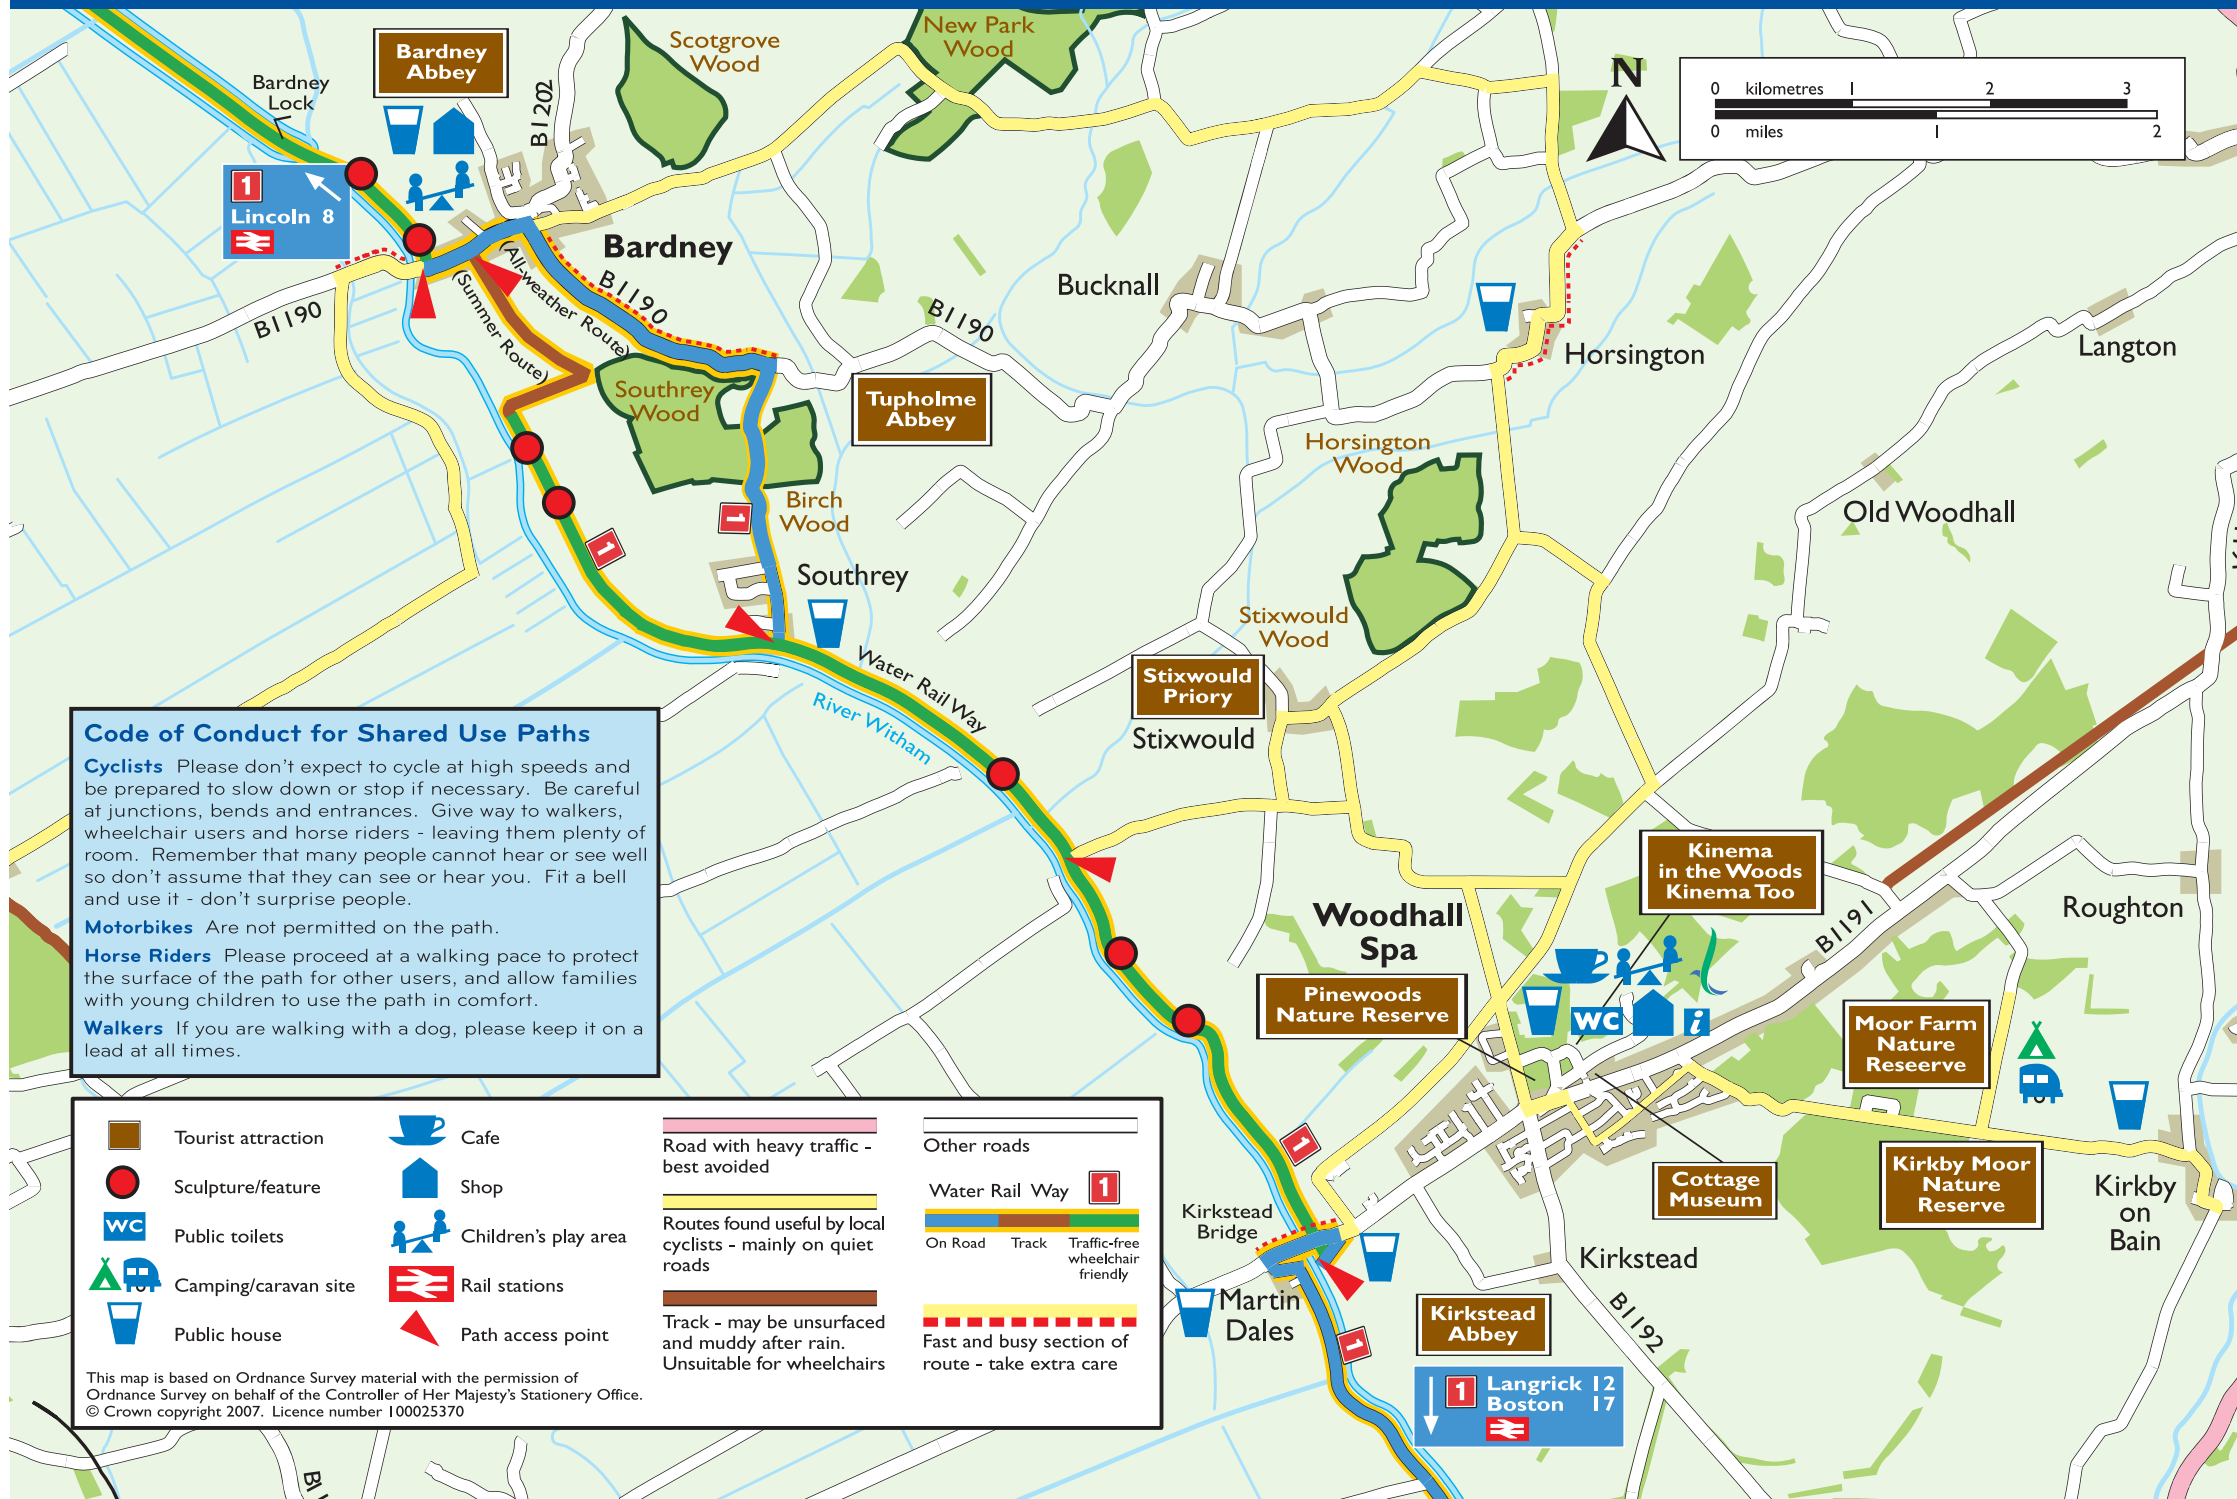 Bardney
Abbey
Bardney
Lock
B1202
Scotgrove
Wood
New Park
Wood
N
0 kilometres 1 2 3
0 miles 1 2
1
Lincoln 8
Bardney
(All-weather Route)
(Summer Route)
B1190
B1190
B1190
Bucknall
Horsington
Langton
Southrey
Wood
Tupholme
Abbey
Birch
Wood
1
1
Horsington
Wood
Old Woodhall
Southrey
Stixwould
Wood
Water Rail Way
River Witham
Stixwould
Priory
Stixwould
Code of Conduct for Shared Use Paths
Cyclists Please don't expect to cycle at high speeds and
be prepared to slow down or stop if necessary. Be careful
at junctions, bends and entrances. Give way to walkers,
wheelchair users and horse riders - leaving them plenty of
room. Remember that many people cannot hear or see well
so don't assume that they can see or hear you. Fit a bell
and use it - don't surprise people.
Motorbikes Are not permitted on the path.
Horse Riders Please proceed at a walking pace to protect
the surface of the path for other users, and allow families
with young children to use the path in comfort.
Walkers If you are walking with a dog, please keep it on a
lead at all times.
Kinema
in the Woods
Kinema Too
Woodhall
Spa
B1191
Roughton
Pinewoods
Nature Reserve
WC
i
Moor Farm
Nature
Reseerve
Kirkby Moor
Nature
Reserve
Cottage
Museum
Kirkby
on
Bain
1
Kirkstead
Bridge
Kirkstead
Martin
Dales
1
Kirkstead
Abbey
B1192
1
Langrick 12
Boston 17
Tourist attraction
Sculpture/feature
WC
Public toilets
Camping/caravan site
Public house
Cafe
Shop
Children's play area
Rail stations
Path access point
Road with heavy traffic -
best avoided
Routes found useful by local
cyclists - mainly on quiet
roads
Track - may be unsurfaced
and muddy after rain.
Unsuitable for wheelchairs
Other roads
Water Rail Way 1
On Road Track Traffic-free
wheelchair
friendly
Fast and busy section of
route - take extra care
This map is based on Ordnance Survey material with the permission of
Ordnance Survey on behalf of the Controller of Her Majesty's Stationery Office.
© Crown copyright 2007. Licence number 100025370